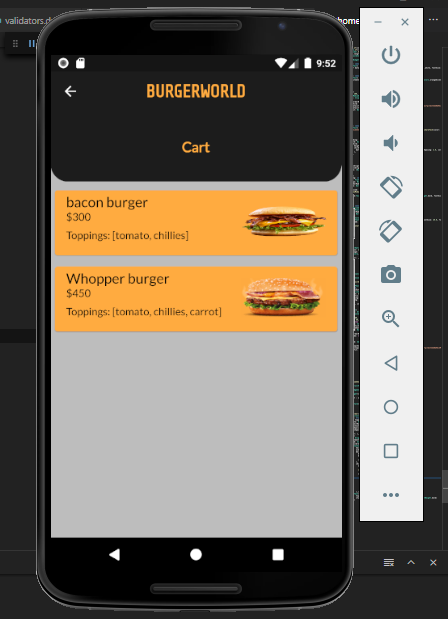 validators.d
home
9:52
BURGERWORLD
Cart
bacon burger
$300
Toppings: [tomato, chillies]
Whopper burger
$450
Toppings: [tomato, chillies, carrot]